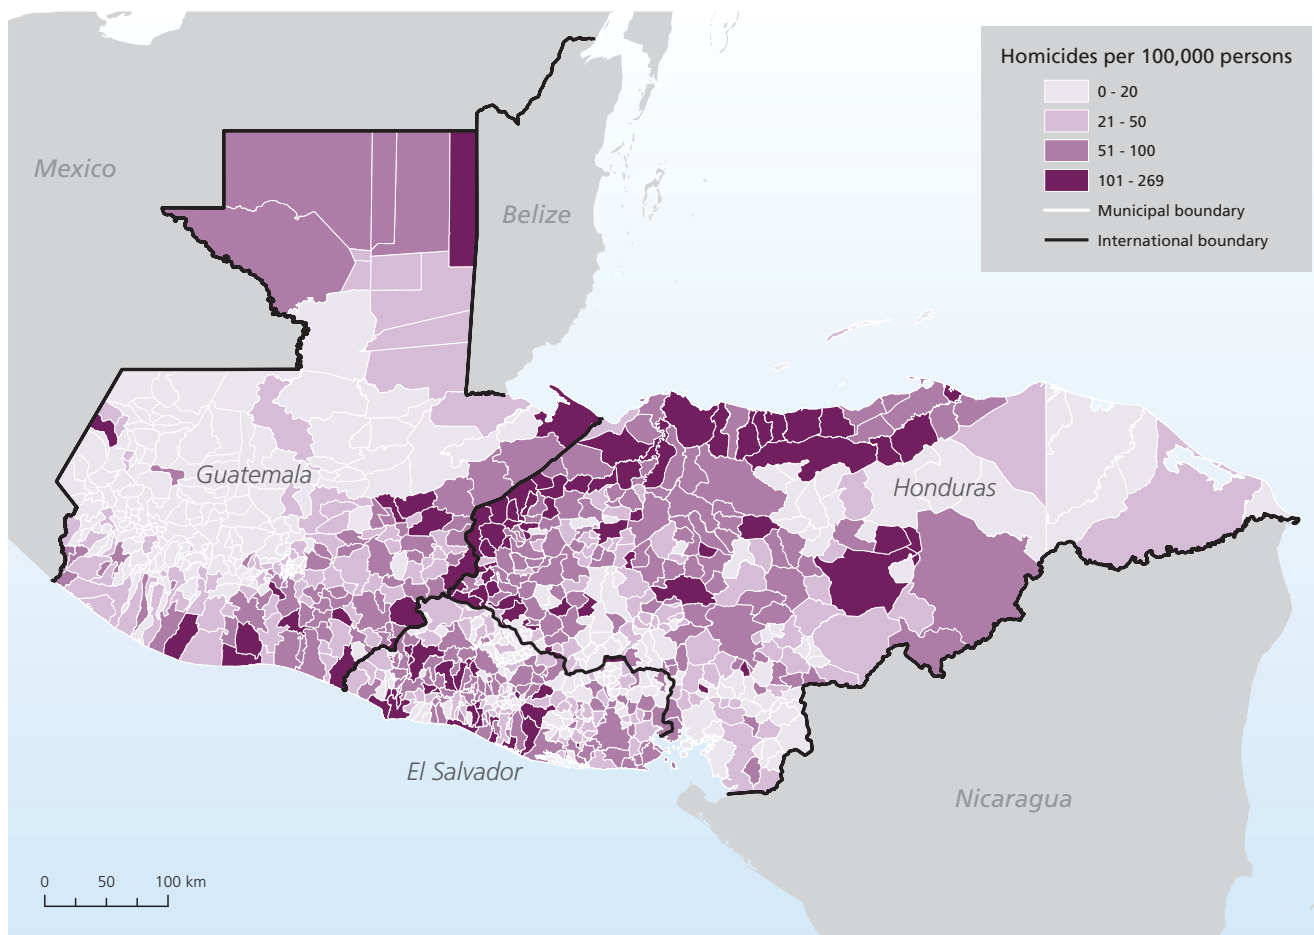 Homicides per 100,000 persons
0 - 20
21 - 50
51 - 100
101 - 269
Municipal boundary
International boundary
Mexico
Belize
Guatemala
Honduras
El Salvador
Nicaragua
0 50 100 km